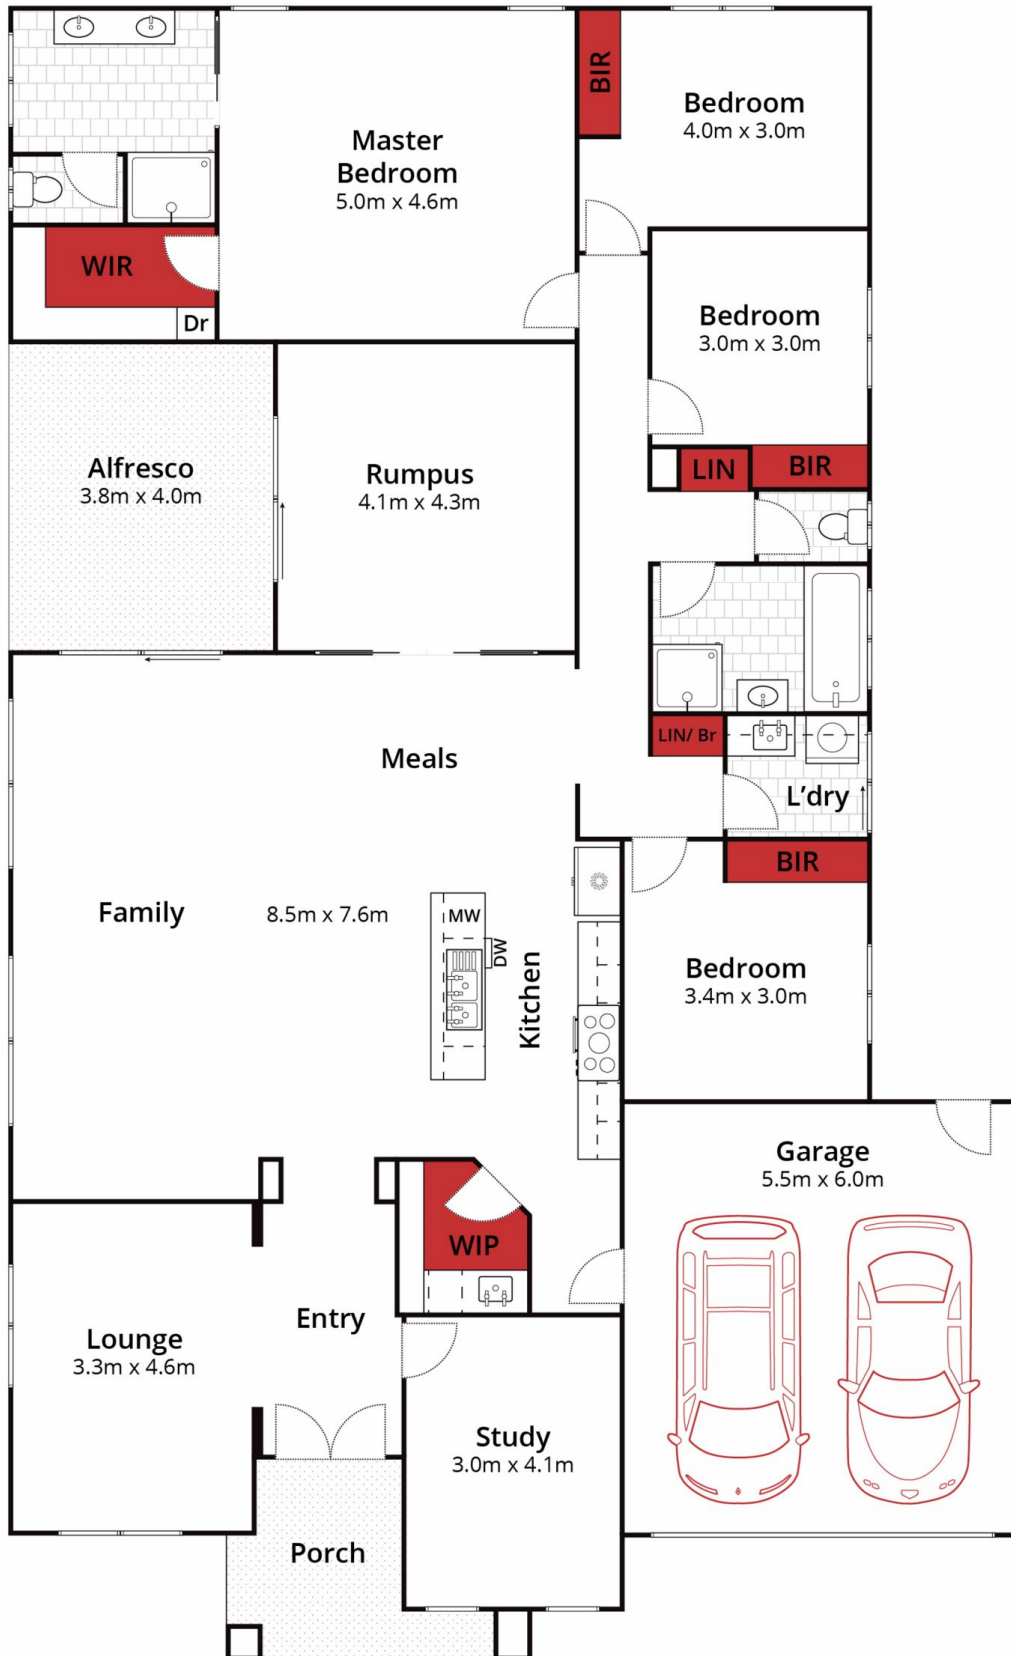 BIR
Bedroom
4.0m x 3.0m
Master
Bedroom
5.0m x 4.6m
WIR
Dr
Bedroom
3.0m x 3.0m
Alfresco
3.8m x 4.0m
Rumpus
4.1m x 4.3m
LIN
BIR
LIN/ Br
Meals
L'dry
BIR
Family
8.5m x 7.6m
MW
DW
Kitchen
Bedroom
3.4m x 3.0m
Garage
5.5m x 6.0m
WIP
Entry
Lounge
3.3m x 4.6m
Study
3.0m x 4.1m
Porch